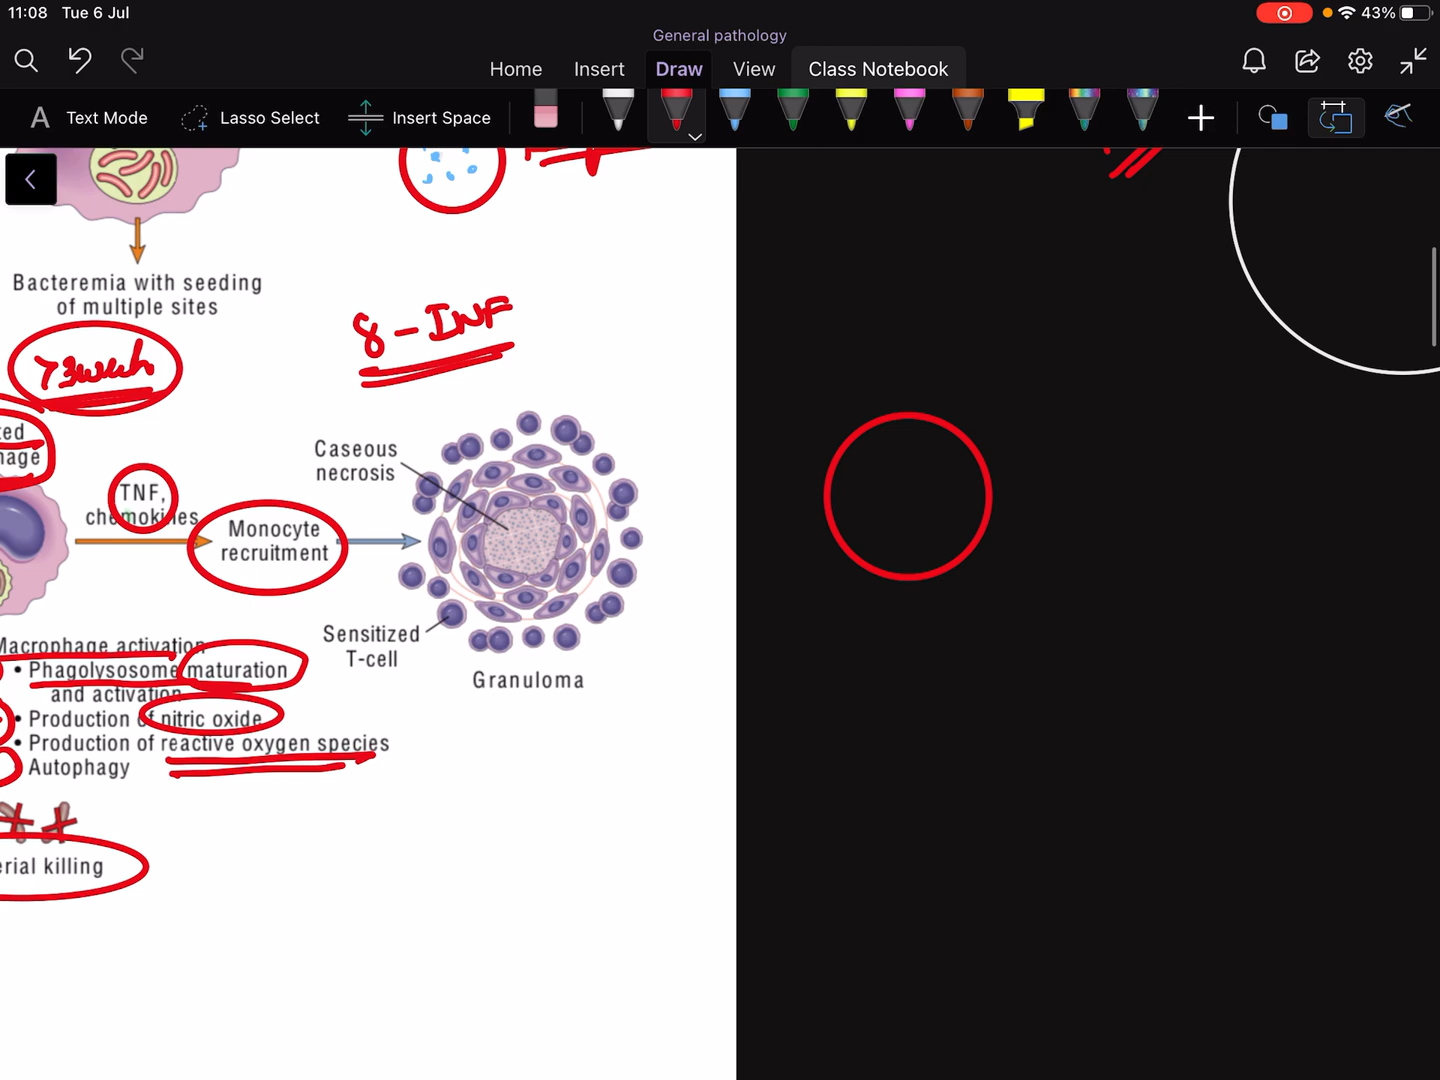 11:08 Tue 6 Jul
43%
General pathology
Home Insert Draw View Class Notebook
A Text Mode Lasso Select Insert Space
Bacteremia with seeding
of multiple sites
>3week
8-INF
Caseous
necrosis
TNF,
chemokines
Monocyte
recruitment
Sensitized
T-cell
Granuloma
Macrophage activation
• Phagolysosome maturation
and activation
• Production of nitric oxide
• Production of reactive oxygen species
Autophagy
killing